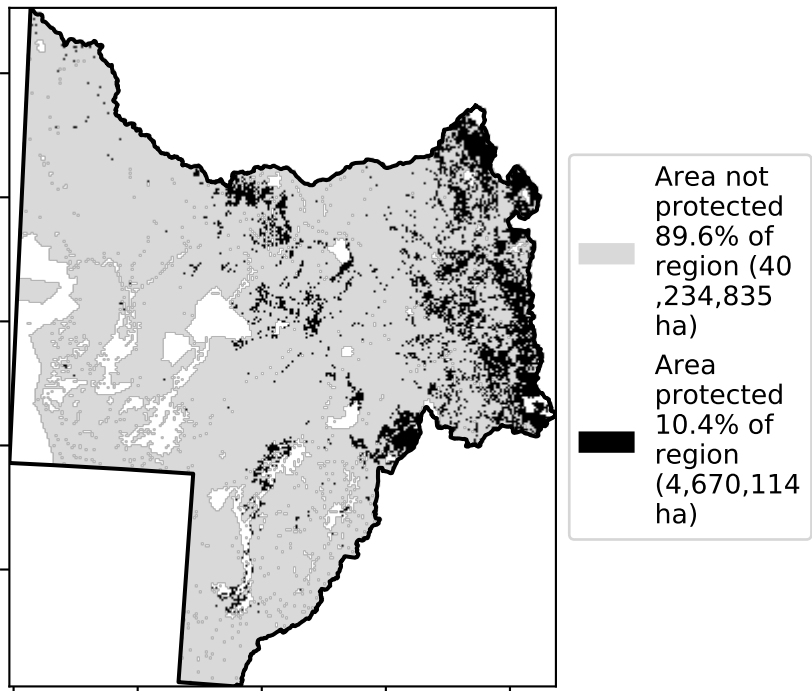 Area not
protected
89.6% of
region (40
,234,835
ha)
Area
protected
10.4% of
region
(4,670,114
ha)